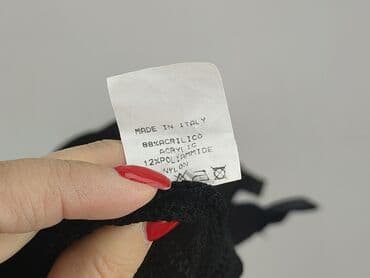 MADE IN ITALY
88%ACRILICO
ACRYLIC
12%POLIAMMIDE
NYLON